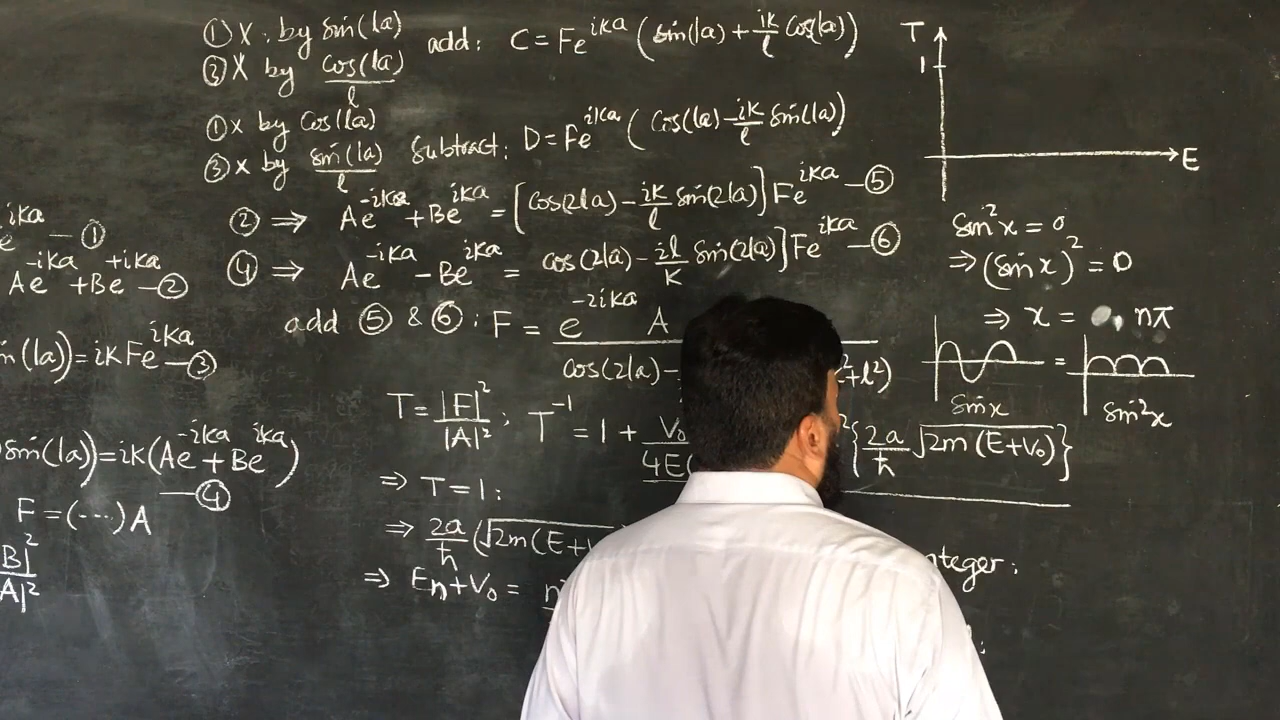 ① X by sin(la)
③ X by cos(la)/l
add: C = Fe^{ika} (sin(la) + ik/l cos(la))
① X by cos(la)
③ X by sin(la)/l
Subtract: D = Fe^{ika} (cos(la) - ik/l sin(la))
② ⇒ Ae^{-ika} + Be^{ika} = [cos(2la) - ik/l sin(2la)] Fe^{ika} — ⑤
④ ⇒ Ae^{-ika} - Be^{ika} = cos(2la) - il/k sin(2la)] Fe^{ika} — ⑥
add ⑤ & ⑥: F = e^{-2ika} A
cos(2la) -
²+l²)
T = |F|²/|A|² ; T^{-1} = 1 + V₀
4E(
{2a/ħ √2m(E+V₀)}
⇒ T = 1:
⇒ 2a/ħ (√2m(E+V
nteger:
⇒ En + V₀ = n
e^{ika} — ①
Ae^{-ika} + Be^{+ika} — ②
n(la)) = ikFe^{ika} — ③
sin(la)) = ik(Ae^{-ika} + Be^{ika})
— ④
F = (---)A
B|²
A|²
T
1
E
sin²x = 0
⇒ (sin x)² = 0
⇒ x = , nπ
=
sin x
sin²x